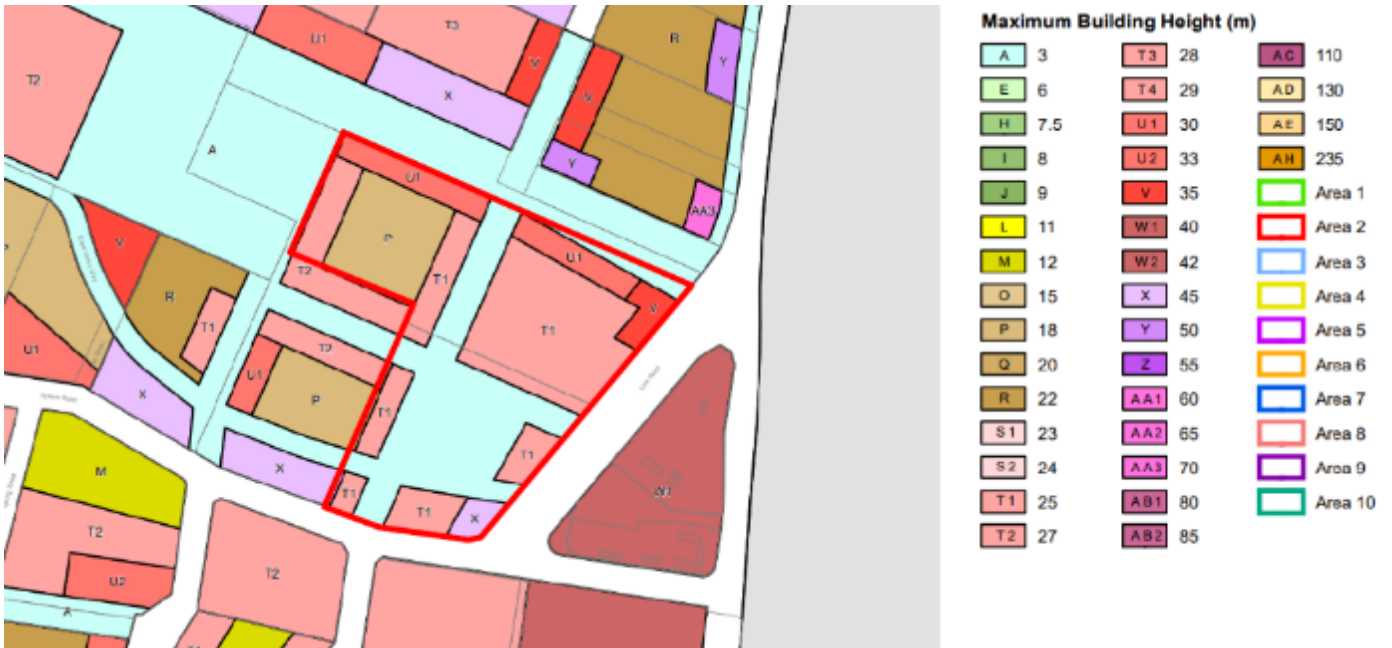 Maximum Building Height (m)
A 3
E 6
H 7.5
I 8
J 9
L 11
M 12
O 15
P 18
Q 20
R 22
S1 23
S2 24
T1 25
T2 27
T3 28
T4 29
U1 30
U2 33
V 35
W1 40
W2 42
X 45
Y 50
Z 55
AA1 60
AA2 65
AA3 70
AB1 80
AB2 85
AC 110
AD 130
AE 150
AH 235
Area 1
Area 2
Area 3
Area 4
Area 5
Area 6
Area 7
Area 8
Area 9
Area 10
T3
U1
R
Y
T2
V
X
V
A
Y
U1
AA3
P
V
T2
T1
U1
R
V
T1
T1
U1
T2
U1
X
P
T1
Link Road
T1
M
X
T1
T1
X
W1
T2
T2
U2
A